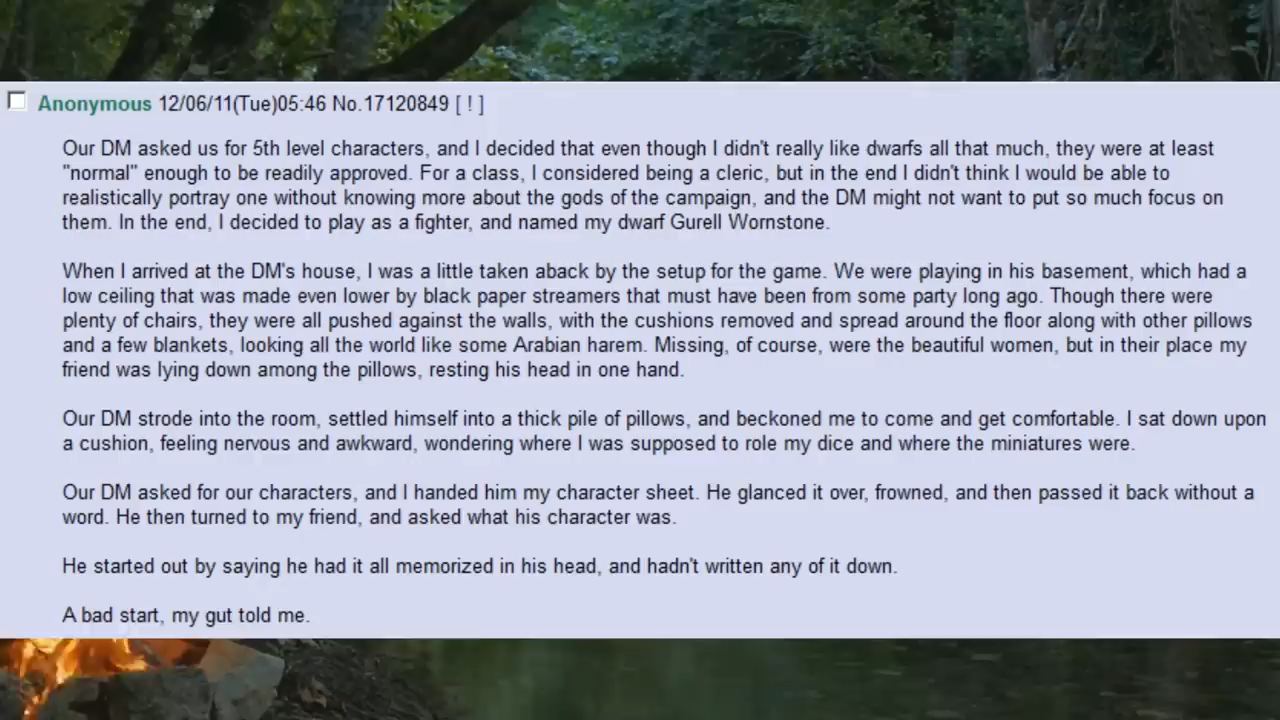 Anonymous 12/06/11(Tue)05:46 No.17120849 [ ! ]
Our DM asked us for 5th level characters, and I decided that even though I didn't really like dwarfs all that much, they were at least
"normal" enough to be readily approved. For a class, I considered being a cleric, but in the end I didn't think I would be able to
realistically portray one without knowing more about the gods of the campaign, and the DM might not want to put so much focus on
them. In the end, I decided to play as a fighter, and named my dwarf Gurell Wornstone.
When I arrived at the DM's house, I was a little taken aback by the setup for the game. We were playing in his basement, which had a
low ceiling that was made even lower by black paper streamers that must have been from some party long ago. Though there were
plenty of chairs, they were all pushed against the walls, with the cushions removed and spread around the floor along with other pillows
and a few blankets, looking all the world like some Arabian harem. Missing, of course, were the beautiful women, but in their place my
friend was lying down among the pillows, resting his head in one hand.
Our DM strode into the room, settled himself into a thick pile of pillows, and beckoned me to come and get comfortable. I sat down upon
a cushion, feeling nervous and awkward, wondering where I was supposed to role my dice and where the miniatures were.
Our DM asked for our characters, and I handed him my character sheet. He glanced it over, frowned, and then passed it back without a
word. He then turned to my friend, and asked what his character was.
He started out by saying he had it all memorized in his head, and hadn't written any of it down.
A bad start, my gut told me.